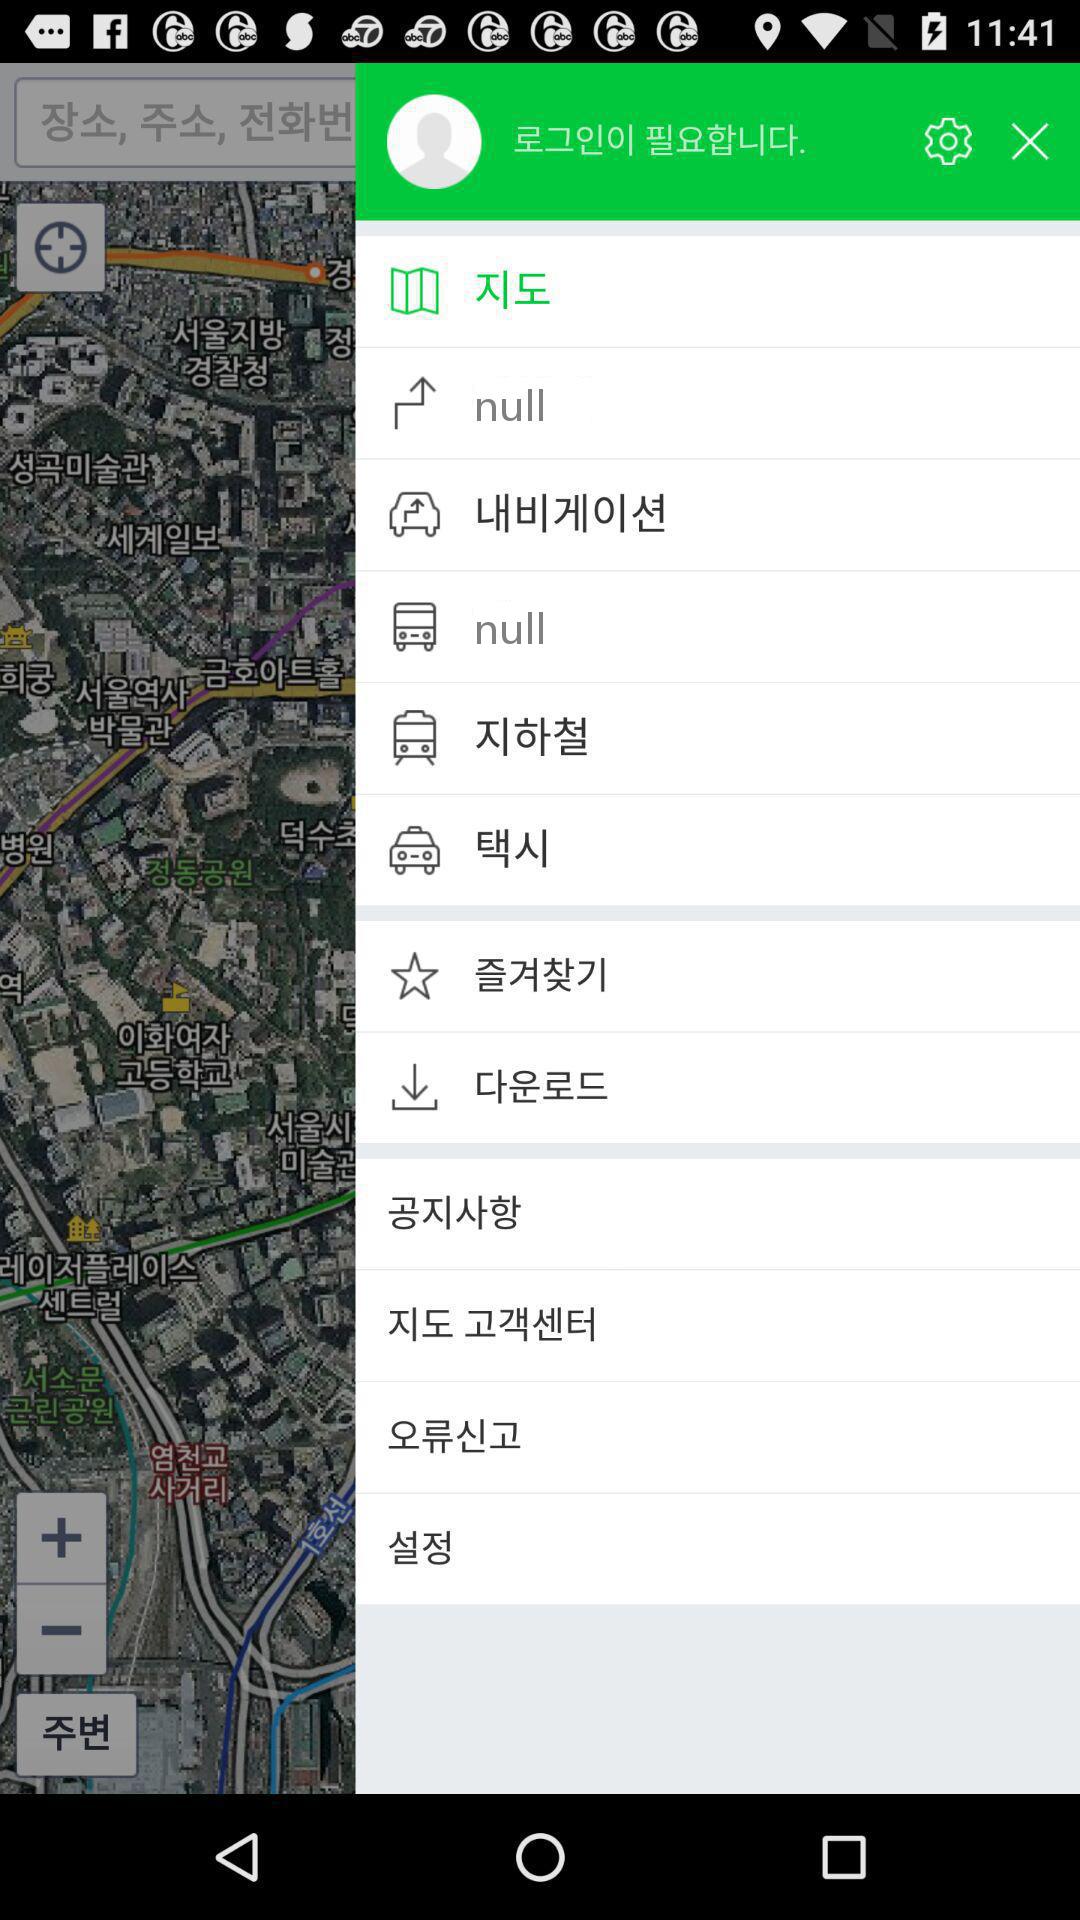 11:41
장소, 주소, 전화번
로그인이 필요합니다.
지도
null
내비게이션
null
지하철
택시
즐겨찾기
다운로드
공지사항
지도 고객센터
오류신고
설정
경
서울지방
경찰청
정
성곡미술관
세계일보
희궁
서울역사
박물관
금호아트홀
병원
덕수초
정동공원
역
이화여자
고등학교
서울시
미술관
레이저플레이스
센트럴
서소문
근린공원
염천교
사거리
1호선
+
−
주변